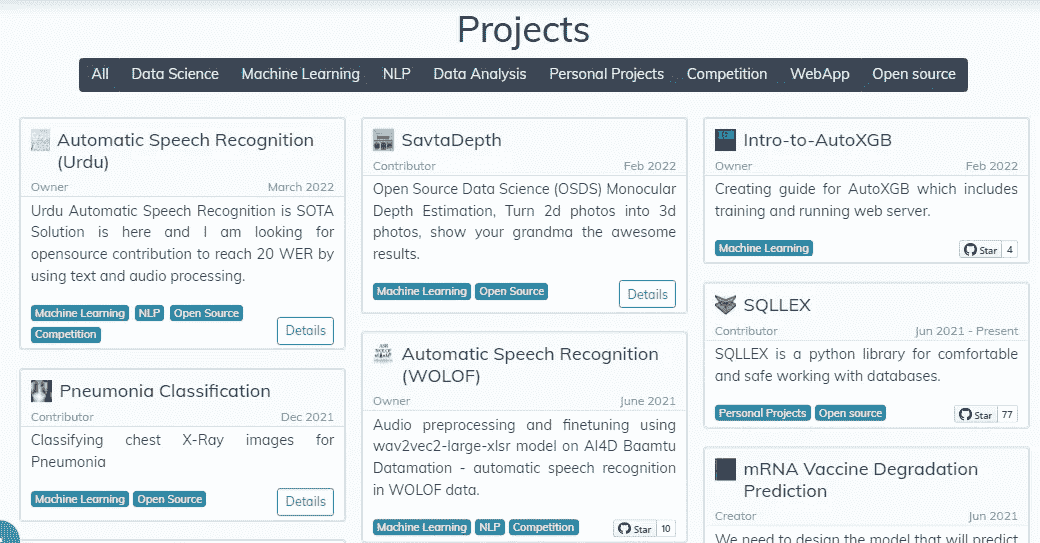 Projects
All Data Science Machine Learning NLP Data Analysis Personal Projects Competition WebApp Open source
Automatic Speech Recognition
(Urdu)
Owner March 2022
Urdu Automatic Speech Recognition is SOTA
Solution is here and I am looking for
opensource contribution to reach 20 WER by
using text and audio processing.
Machine Learning NLP Open Source
Competition
Details
Pneumonia Classification
Contributor Dec 2021
Classifying chest X-Ray images for
Pneumonia
Machine Learning Open Source
Details
SavtaDepth
Contributor Feb 2022
Open Source Data Science (OSDS) Monocular
Depth Estimation, Turn 2d photos into 3d
photos, show your grandma the awesome
results.
Machine Learning Open Source
Details
Automatic Speech Recognition
(WOLOF)
Owner June 2021
Audio preprocessing and finetuning using
wav2vec2-large-xlsr model on AI4D Baamtu
Datamation - automatic speech recognition
in WOLOF data.
Machine Learning NLP Competition Star 10
Intro-to-AutoXGB
Owner Feb 2022
Creating guide for AutoXGB which includes
training and running web server.
Machine Learning Star 4
SQLLEX
Contributor Jun 2021 - Present
SQLLEX is a python library for comfortable
and safe working with databases.
Personal Projects Open source Star 77
mRNA Vaccine Degradation
Prediction
Creator Jun 2021
We need to design the model that will predict